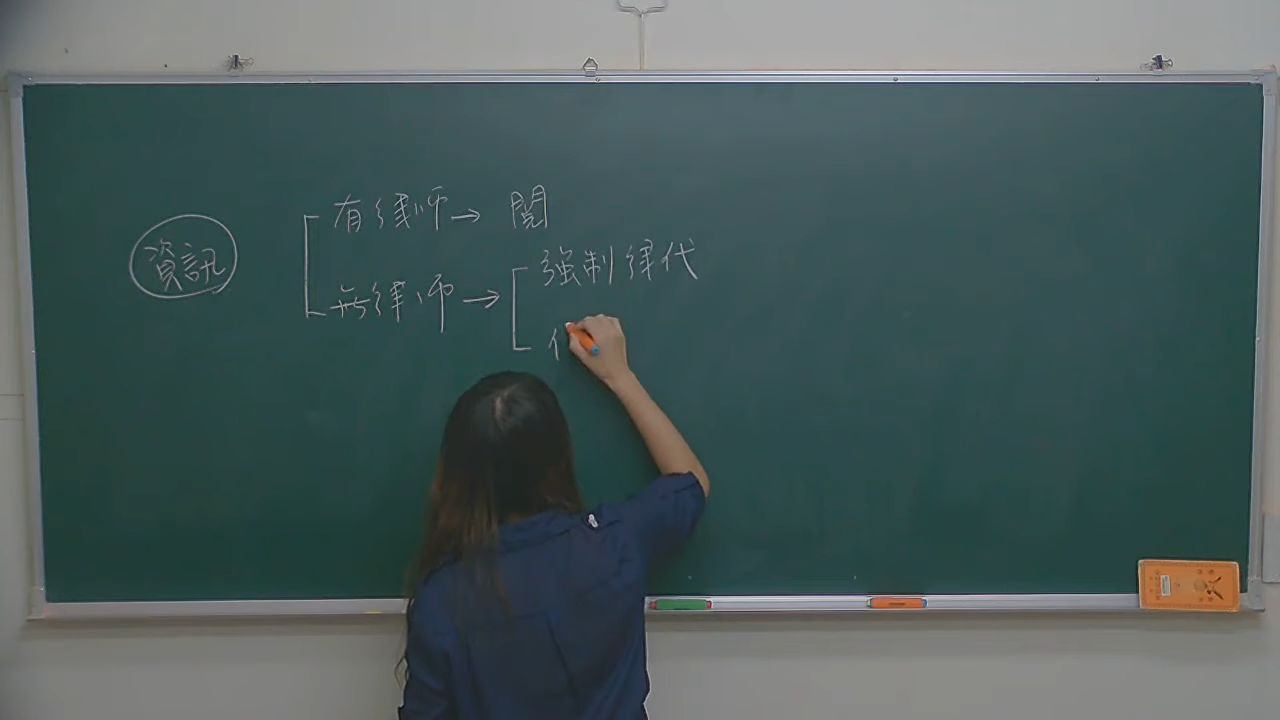 資訊
有律師→ 閱
無律師→
強制律代